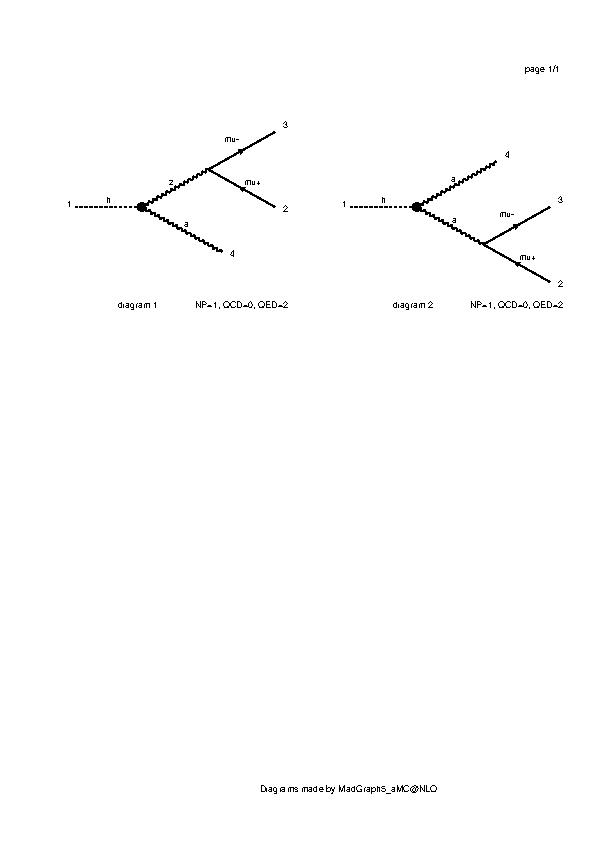 page 1/1
3
mu-
z
mu+
h
1
2
a
4
diagram 1 NP=1, QCD=0, QED=2
4
a
h
1
3
mu-
a
mu+
2
diagram 2 NP=1, QCD=0, QED=2
Diagrams made by MadGraph5_aMC@NLO